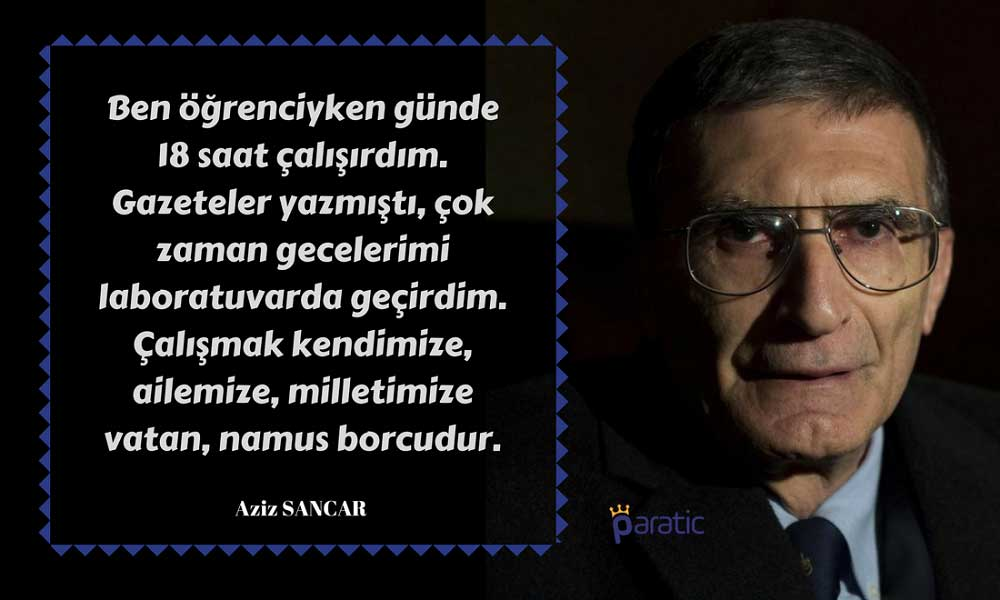 Ben öğrenciyken günde
18 saat çalışırdım.
Gazeteler yazmıştı, çok
zaman gecelerimi
laboratuvarda geçirdim.
Çalışmak kendimize,
ailemize, milletimize
vatan, namus borcudur.
Aziz SANCAR
paratic